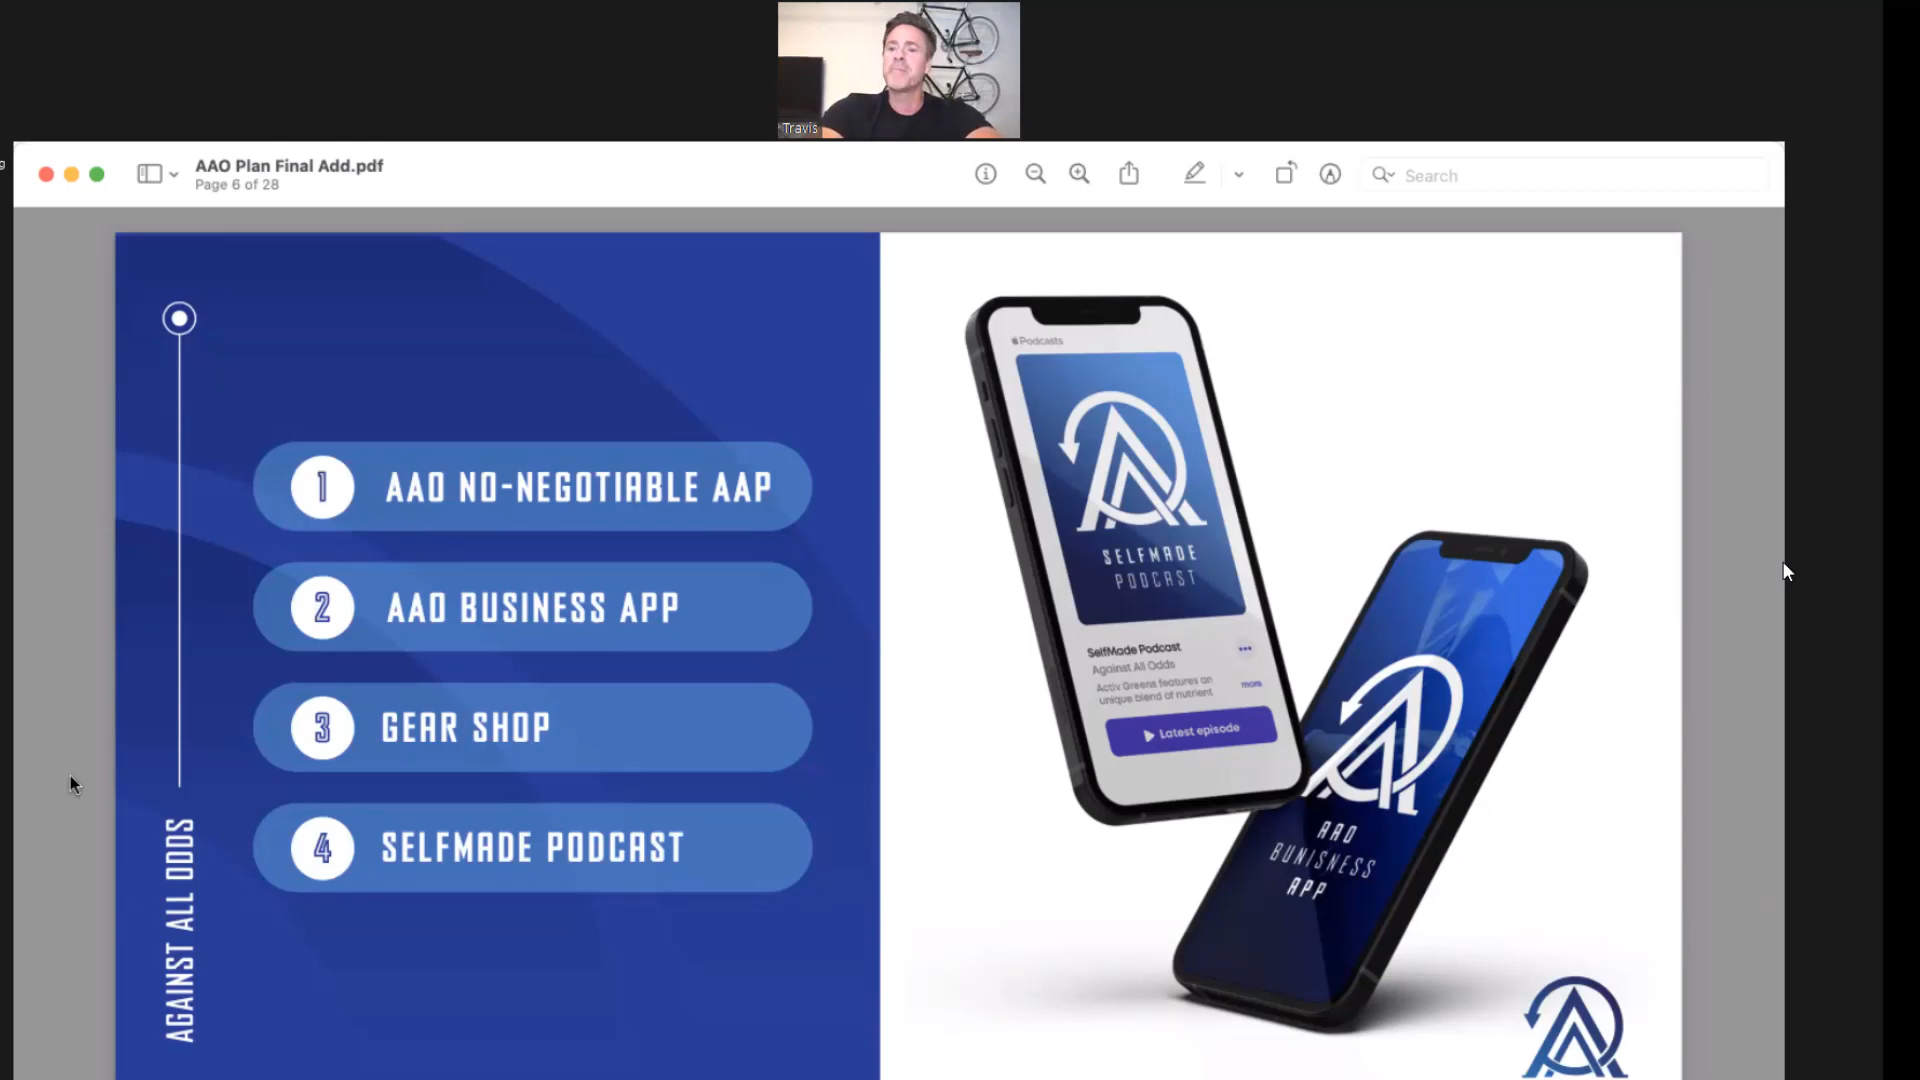 Travis
g
AAO Plan Final Add.pdf
Page 6 of 28
Search
AGAINST ALL ODDS
1 AAO NO-NEGOTIABLE AAP
2 AAO BUSINESS APP
3 GEAR SHOP
4 SELFMADE PODCAST
Podcasts
SELFMADE
PODCAST
SelfMade Podcast
Against All Odds
Activ Greens features an
unique blend of nutrient more
Latest episode
AAO
BUNISNESS
APP